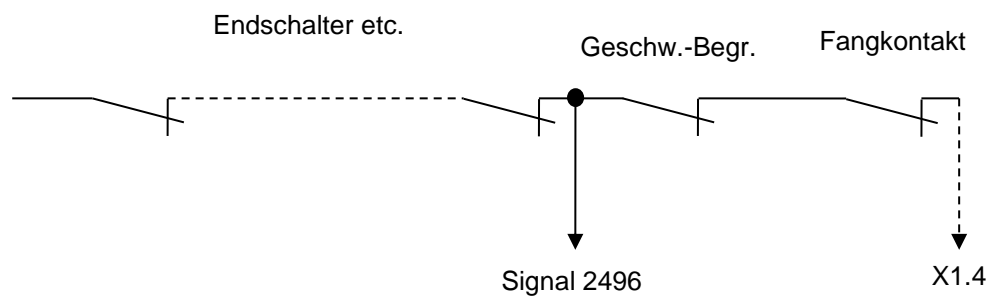 Endschalter etc.
Geschw.-Begr.
Fangkontakt
Signal 2496
X1.4